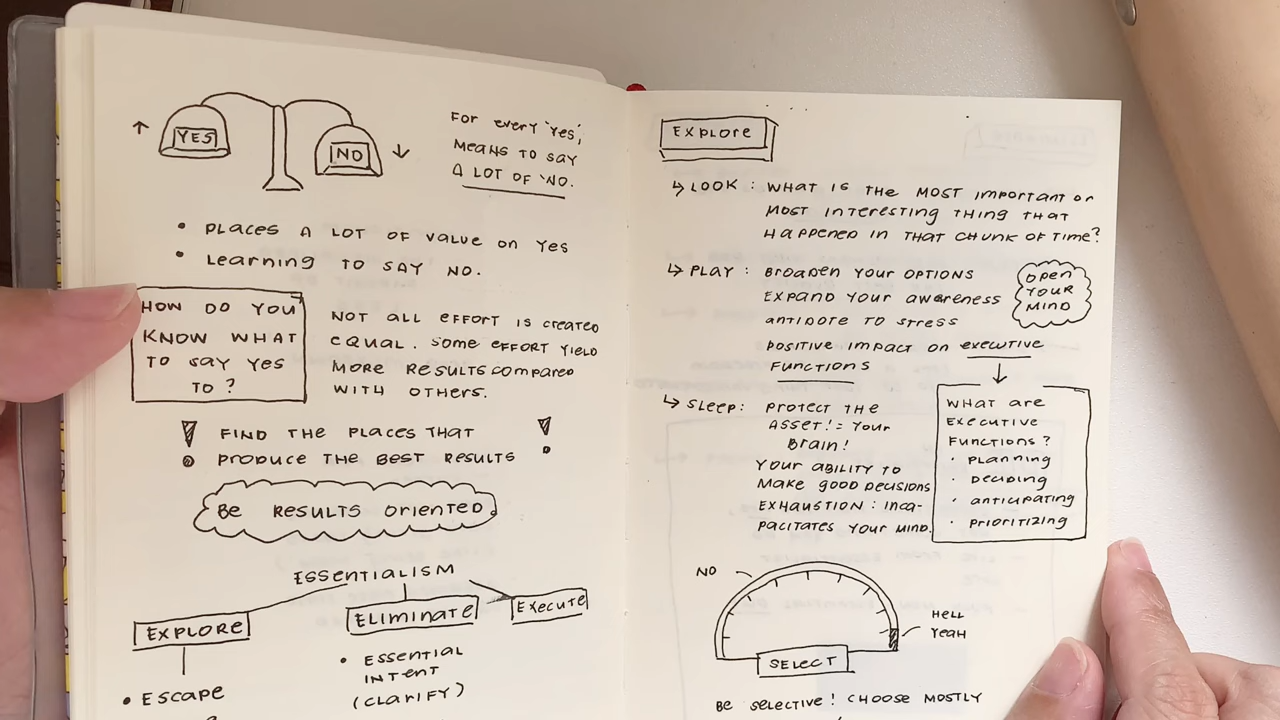 YES
NO
For every 'yes',
means to say
a lot of 'no.
• Places a lot of value on yes
• Learning to say no.
How do you
know what
to say yes
to?
Not all effort is created
equal. Some effort yield
more results compared
with others.
Find the places that
produce the best results
Be results oriented.
Essentialism
Explore
Eliminate
Execute
• Escape
• Essential
intent
(clarify)
Explore
↳ Look: What is the most important or
most interesting thing that
happened in that chunk of time?
↳ Play: Broaden your options
expand your awareness
antidote to stress
positive impact on executive
functions
Open
your
mind
↳ Sleep: Protect the
asset! = Your
brain!
Your ability to
make good decisions
Exhaustion: inca-
pacitates your mind.
What are
executive
functions?
· planning
· deciding
· anticipating
· prioritizing
No
Hell
yeah
Select
Be selective! Choose mostly